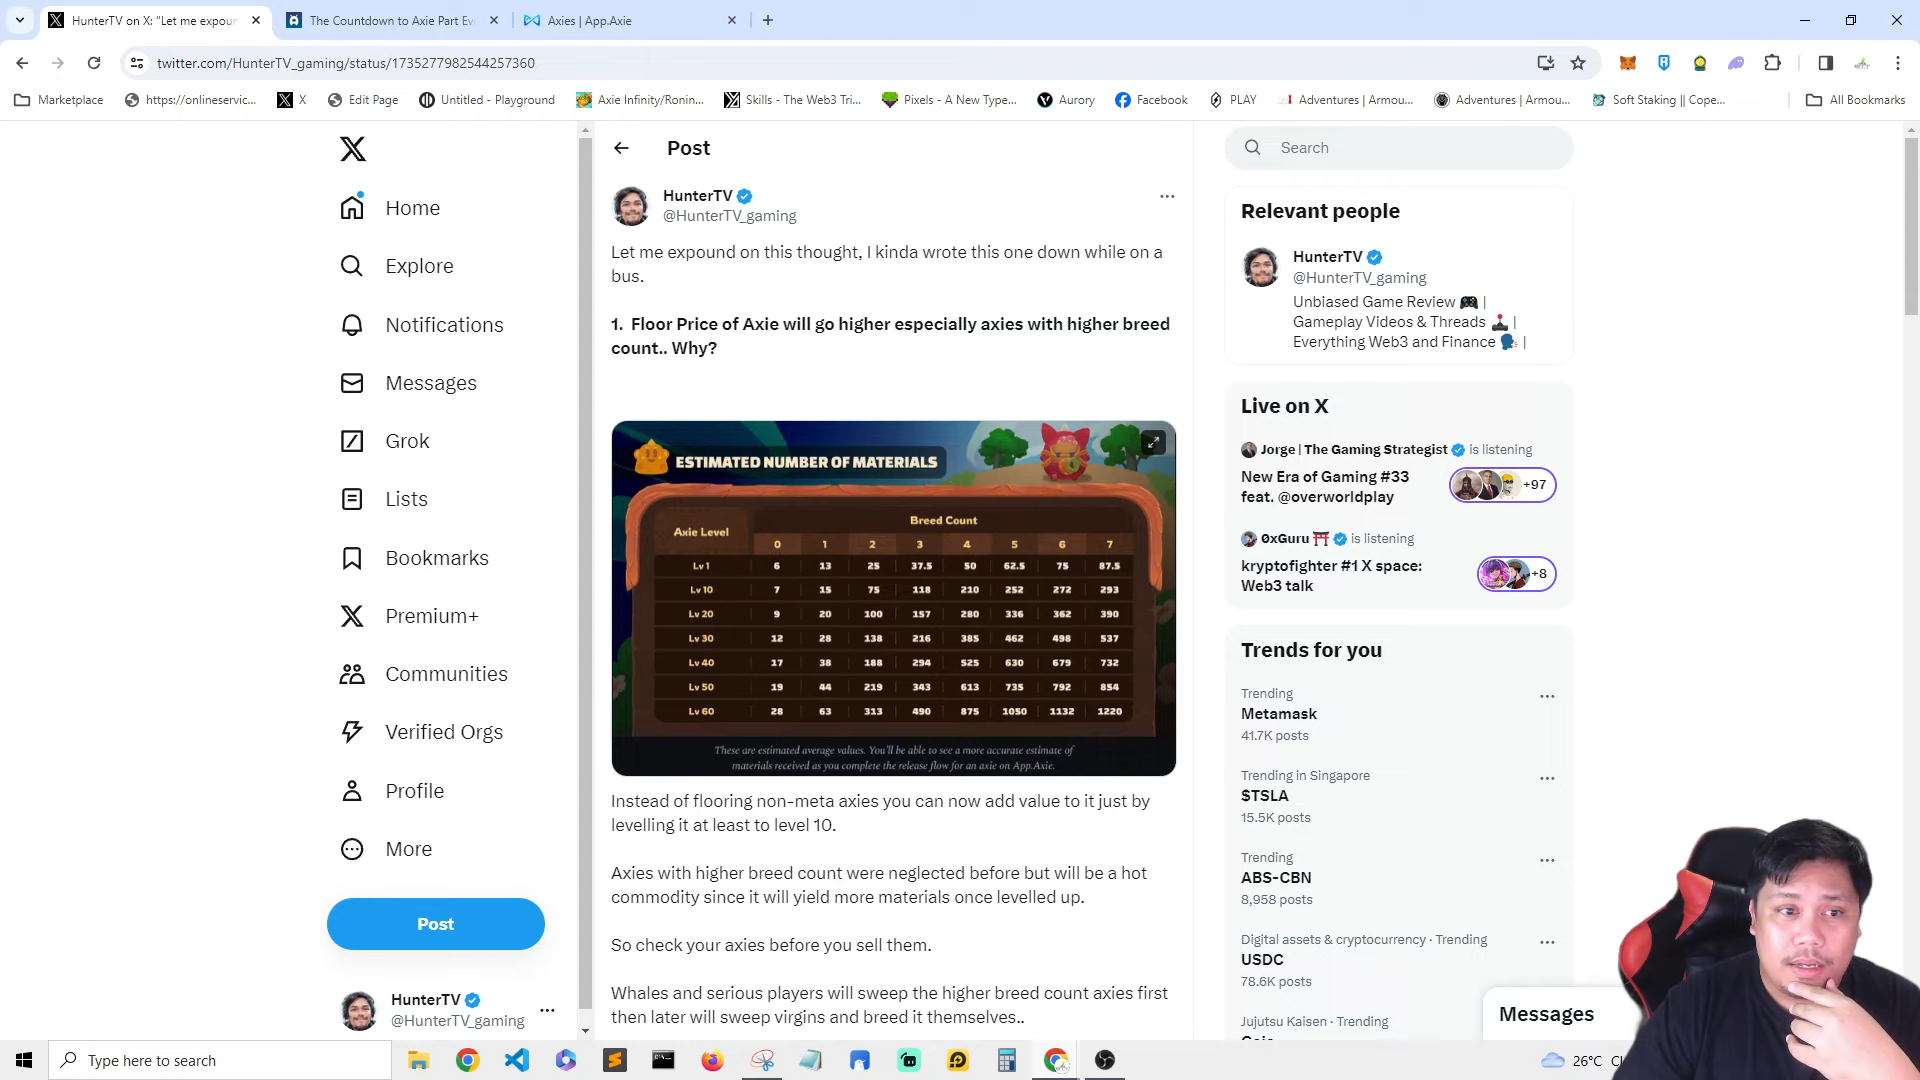 HunterTV on X: "Let me expoun
The Countdown to Axie Part Ev
Axies | App.Axie
twitter.com/HunterTV_gaming/status/1735277982544257360
Marketplace
https://onlineservic...
X
Edit Page
Untitled - Playground
Axie Infinity/Ronin...
Skills - The Web3 Tri...
Pixels - A New Type...
Aurory
Facebook
PLAY
Adventures | Armou...
Adventures | Armou...
Soft Staking || Cope...
All Bookmarks
Home
Explore
Notifications
Messages
Grok
Lists
Bookmarks
Premium+
Communities
Verified Orgs
Profile
More
Post
HunterTV
@HunterTV_gaming
Post
HunterTV
@HunterTV_gaming
Let me expound on this thought, I kinda wrote this one down while on a
bus.
1. Floor Price of Axie will go higher especially axies with higher breed
count.. Why?
ESTIMATED NUMBER OF MATERIALS
Axie Level
Breed Count
0 1 2 3 4 5 6 7
Lv 1 6 13 25 37.5 50 62.5 75 87.5
Lv 10 7 15 75 118 210 252 272 293
Lv 20 9 20 100 157 280 336 362 390
Lv 30 12 28 138 216 385 462 498 537
Lv 40 17 38 188 294 525 630 679 732
Lv 50 19 44 219 343 613 735 792 854
Lv 60 28 63 313 490 875 1050 1132 1220
These are estimated average values. You'll be able to see a more accurate estimate of
materials received as you complete the release flow for an axie on App.Axie.
Instead of flooring non-meta axies you can now add value to it just by
levelling it at least to level 10.
Axies with higher breed count were neglected before but will be a hot
commodity since it will yield more materials once levelled up.
So check your axies before you sell them.
Whales and serious players will sweep the higher breed count axies first
then later will sweep virgins and breed it themselves..
Search
Relevant people
HunterTV
@HunterTV_gaming
Unbiased Game Review 🎮 |
Gameplay Videos & Threads 🕹️ |
Everything Web3 and Finance 🗣️ |
Live on X
Jorge | The Gaming Strategist is listening
New Era of Gaming #33
feat. @overworldplay
+97
0xGuru ⛩️ is listening
kryptofighter #1 X space:
Web3 talk
+8
Trends for you
Trending
Metamask
41.7K posts
Trending in Singapore
$TSLA
15.5K posts
Trending
ABS-CBN
8,958 posts
Digital assets & cryptocurrency · Trending
USDC
78.6K posts
Jujutsu Kaisen · Trending
Messages
Type here to search
26°C